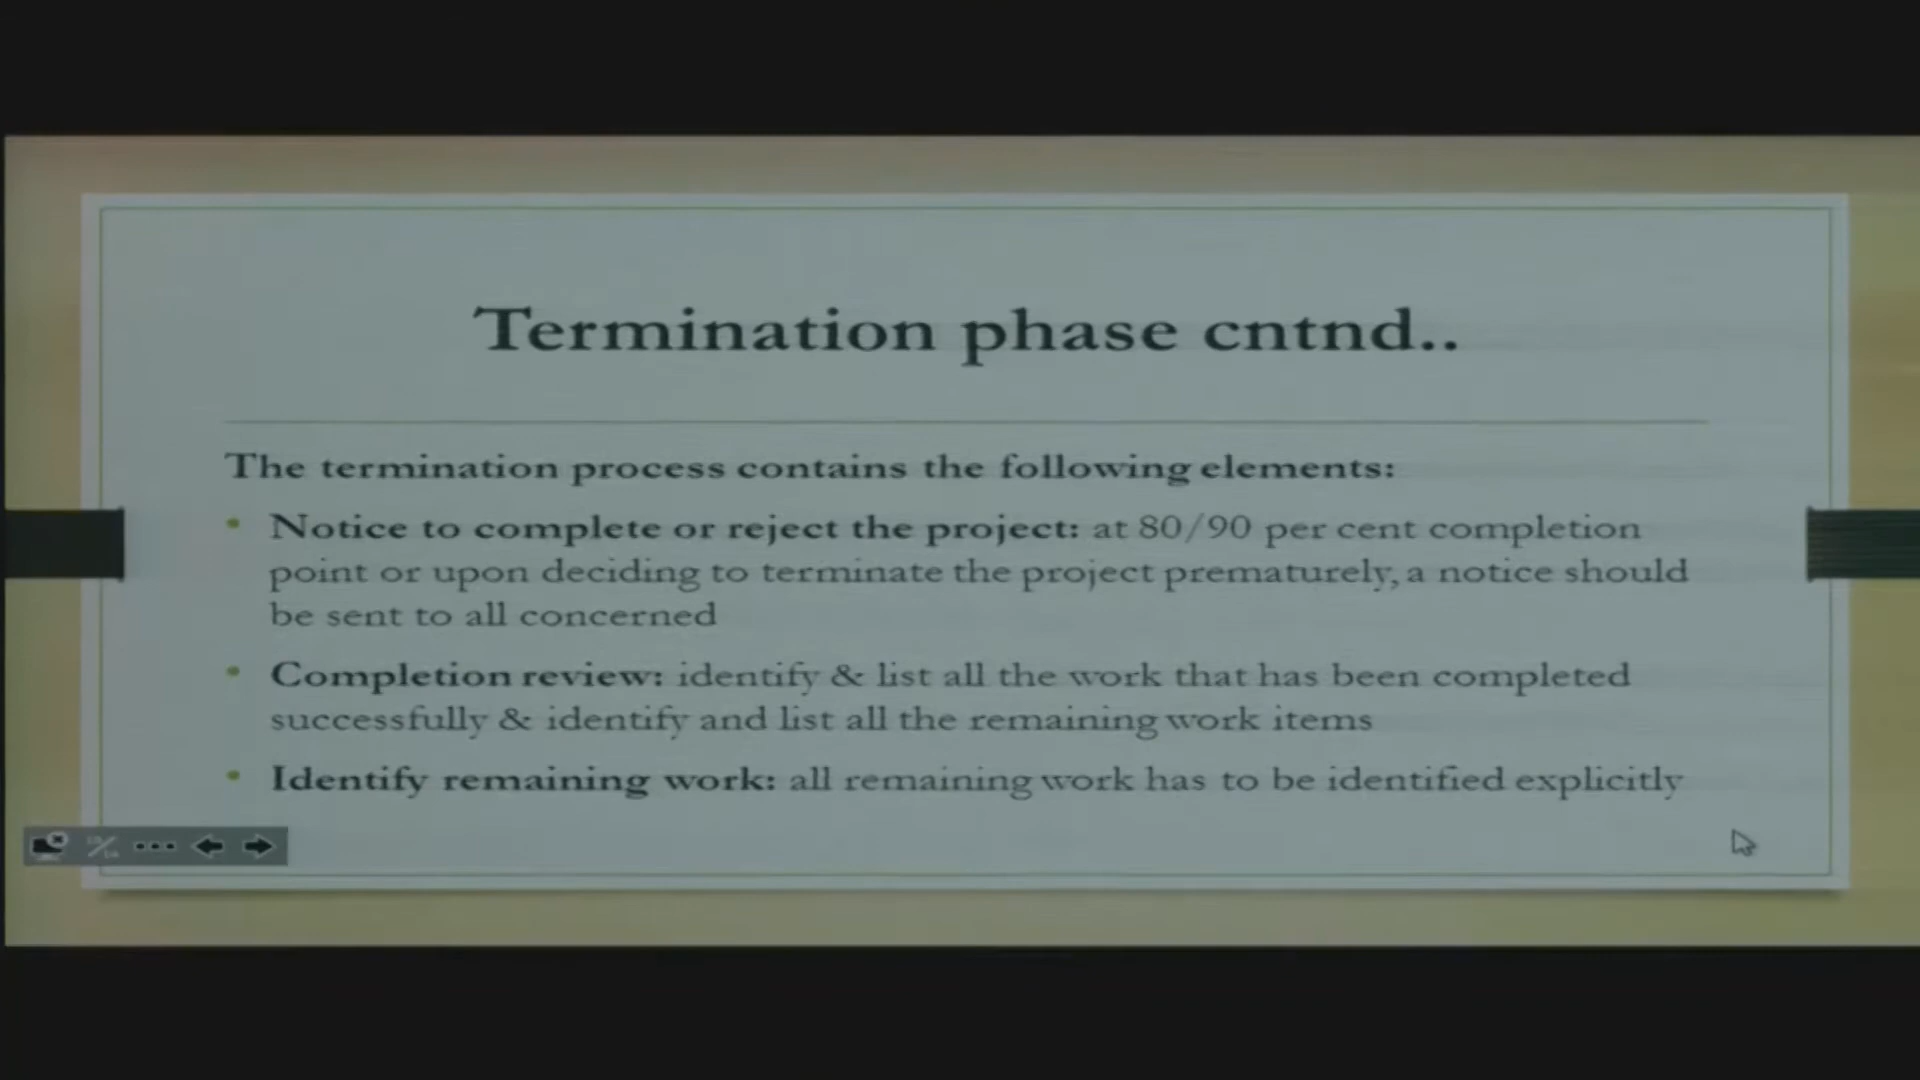 Termination phase cntnd..
The termination process contains the following elements:
• Notice to complete or reject the project: at 80/90 per cent completion
point or upon deciding to terminate the project prematurely, a notice should
be sent to all concerned
• Completion review: identify & list all the work that has been completed
successfully & identify and list all the remaining work items
• Identify remaining work: all remaining work has to be identified explicitly